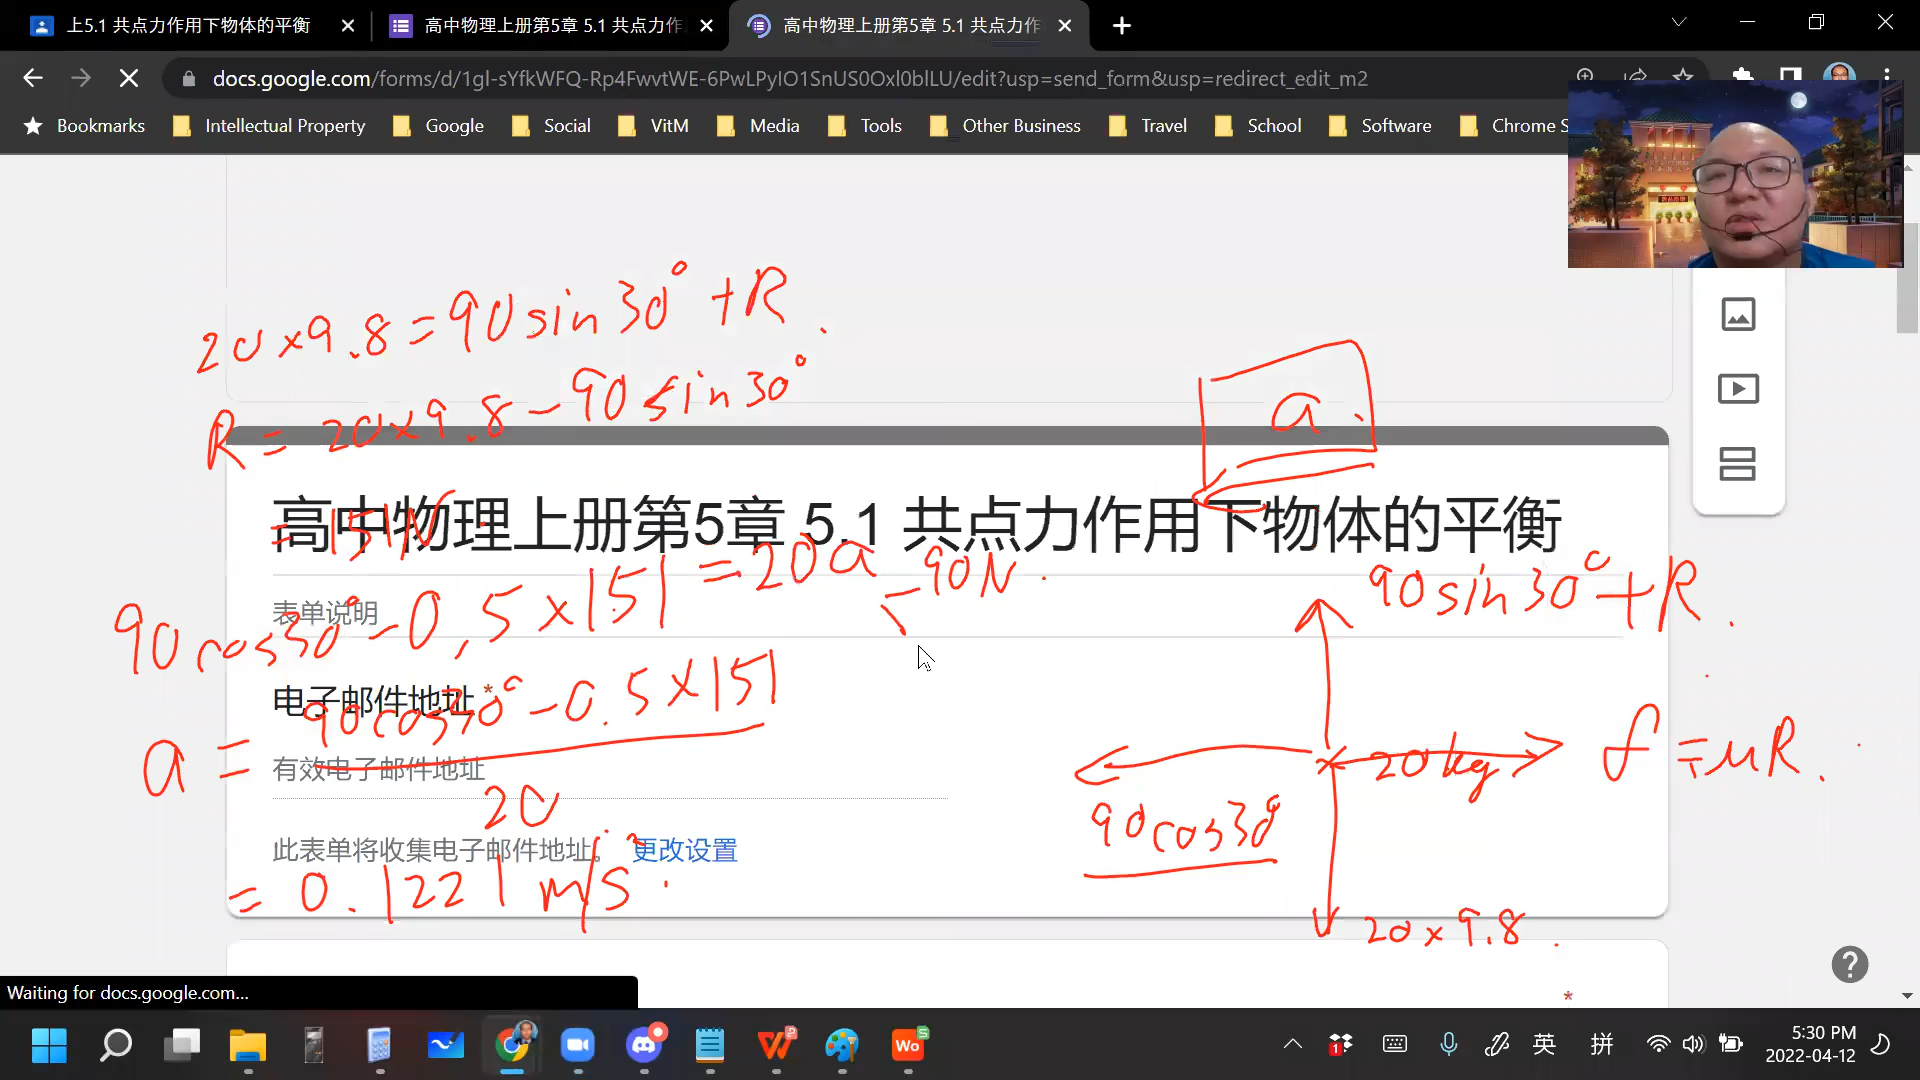 上5.1 共点力作用下物体的平衡
高中物理上册第5章 5.1 共点力作
高中物理上册第5章 5.1 共点力作
docs.google.com/forms/d/1gI-sYfkWFQ-Rp4FwvtWE-6PwLPyIO1SnUS0Oxl0blLU/edit?usp=send_form&usp=redirect_edit_m2
Bookmarks Intellectual Property Google Social VitM Media Tools Other Business Travel School Software Chrome S
20×9.8=90sin30°+R.
R=20×9.8-90sin30°
a.
高中物理上册第5章 5.1 共点力作用下物体的平衡
=151N.
表单说明
90cos30°-0.5×151=20a
90N.
90sin30°+R.
电子邮件地址 *
90cos30°-0.5×151
a=
有效电子邮件地址
20
20kg
f=μR.
90cos30°
此表单将收集电子邮件地址。 更改设置
=0.1221 m/s².
20×9.8.
*
Waiting for docs.google.com...
1
英
拼
5:30 PM
2022-04-12
Wo